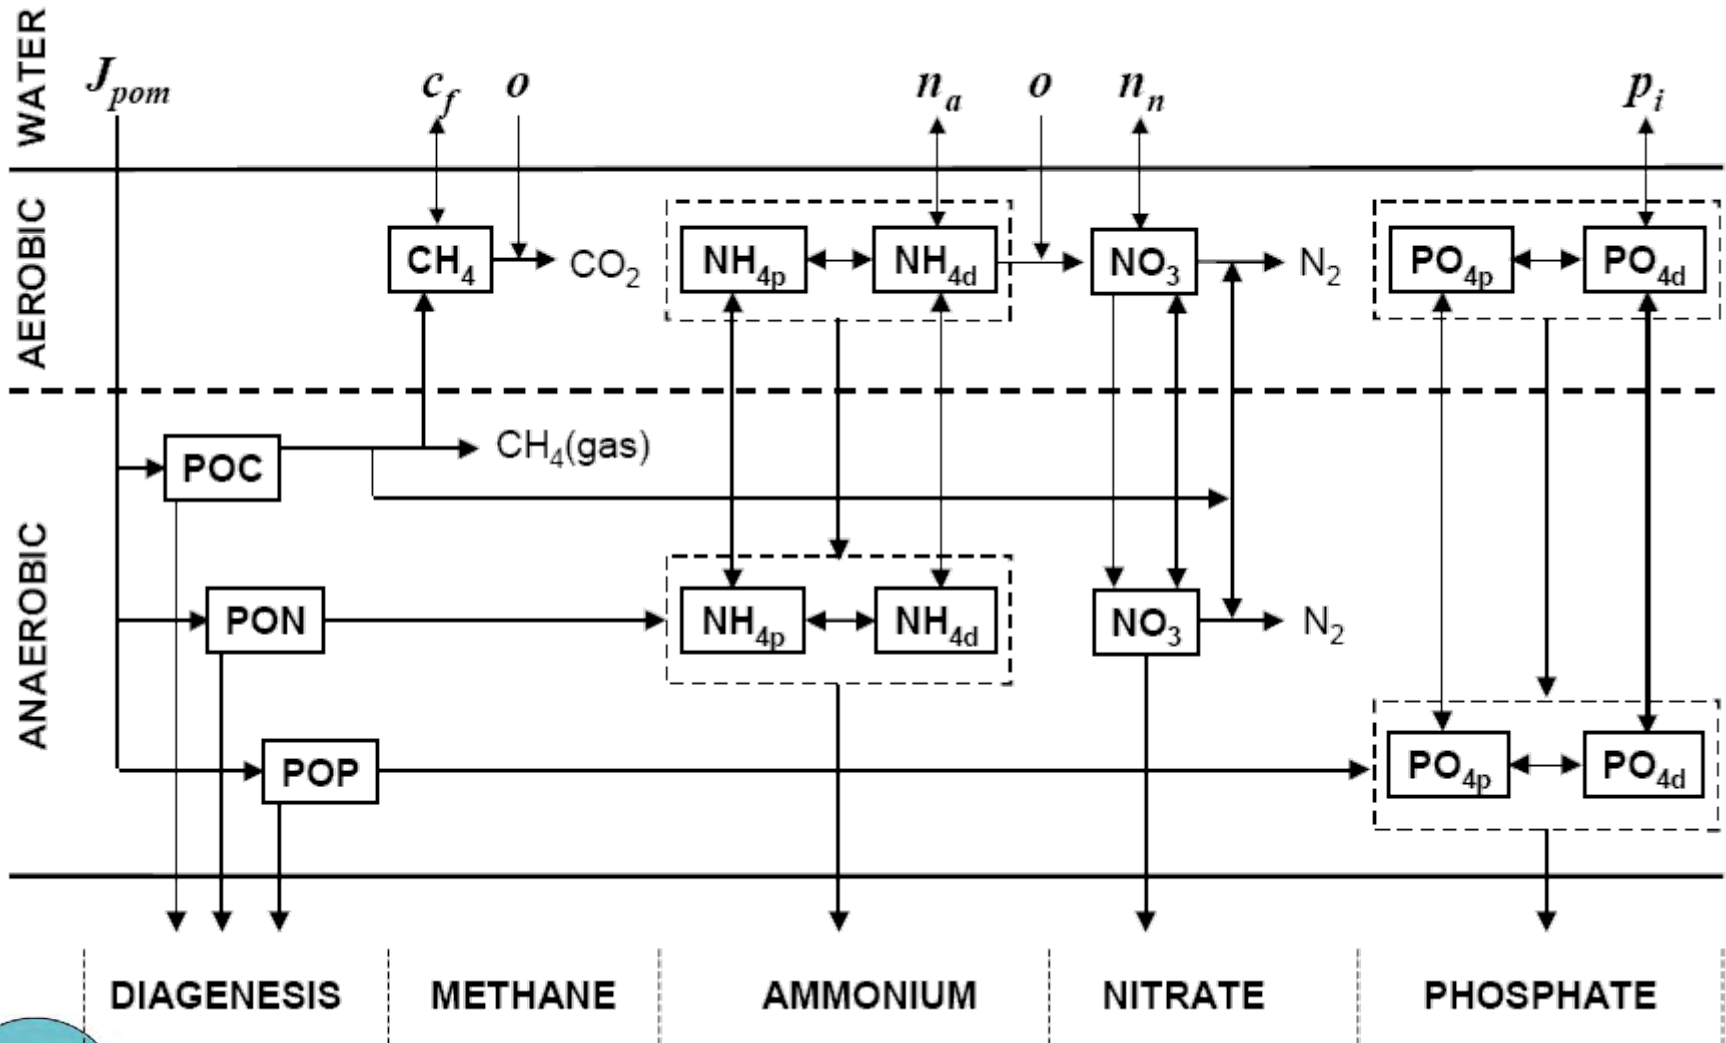 WATER
J_pom c_f o n_a o n_n p_i
AEROBIC
CH₄ CO₂ NH₄p NH₄d NO₃ N₂ PO₄p PO₄d
ANAEROBIC
POC CH₄(gas)
PON NH₄p NH₄d NO₃ N₂
POP PO₄p PO₄d
DIAGENESIS METHANE AMMONIUM NITRATE PHOSPHATE